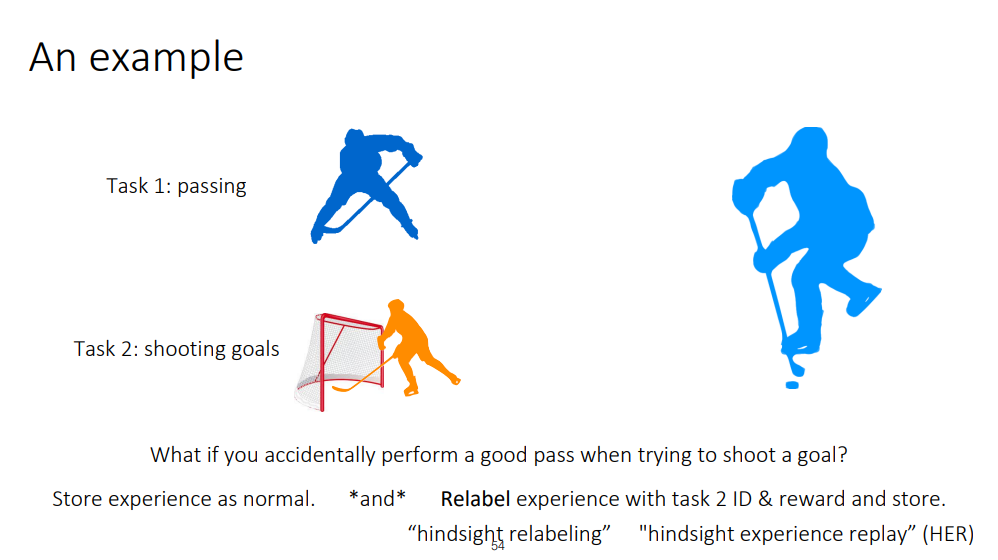 An example
Task 1: passing
Task 2: shooting goals
What if you accidentally perform a good pass when trying to shoot a goal?
Store experience as normal. *and* Relabel experience with task 2 ID & reward and store.
“hindsight relabeling” "hindsight experience replay” (HER)
54